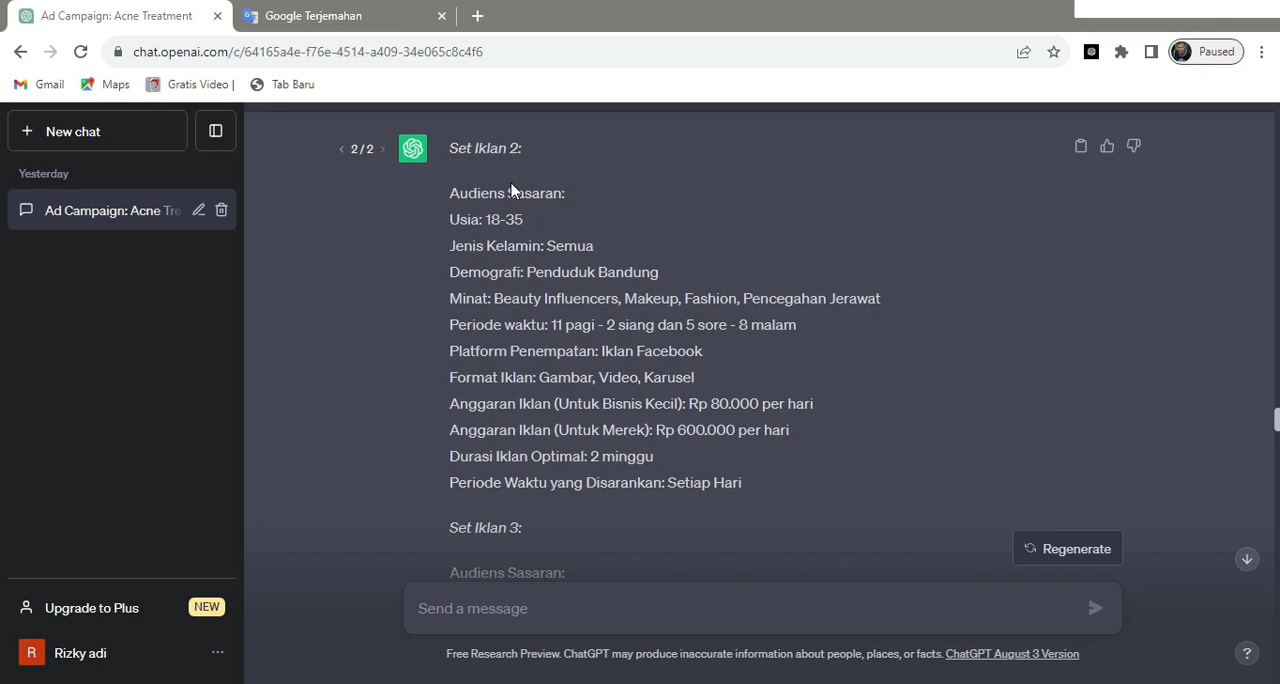 Ad Campaign: Acne Treatment
Google Terjemahan
chat.openai.com/c/64165a4e-f76e-4514-a409-34e065c8c4f6
Paused
Gmail
Maps
Gratis Video |
Tab Baru
New chat
Yesterday
Ad Campaign: Acne Tre
2 / 2
Set Iklan 2:
Audiens Sasaran:
Usia: 18-35
Jenis Kelamin: Semua
Demografi: Penduduk Bandung
Minat: Beauty Influencers, Makeup, Fashion, Pencegahan Jerawat
Periode waktu: 11 pagi - 2 siang dan 5 sore - 8 malam
Platform Penempatan: Iklan Facebook
Format Iklan: Gambar, Video, Karusel
Anggaran Iklan (Untuk Bisnis Kecil): Rp 80.000 per hari
Anggaran Iklan (Untuk Merek): Rp 600.000 per hari
Durasi Iklan Optimal: 2 minggu
Periode Waktu yang Disarankan: Setiap Hari
Set Iklan 3:
Audiens Sasaran:
Regenerate
Send a message
Free Research Preview. ChatGPT may produce inaccurate information about people, places, or facts. ChatGPT August 3 Version
Upgrade to Plus
NEW
R
Rizky adi
?